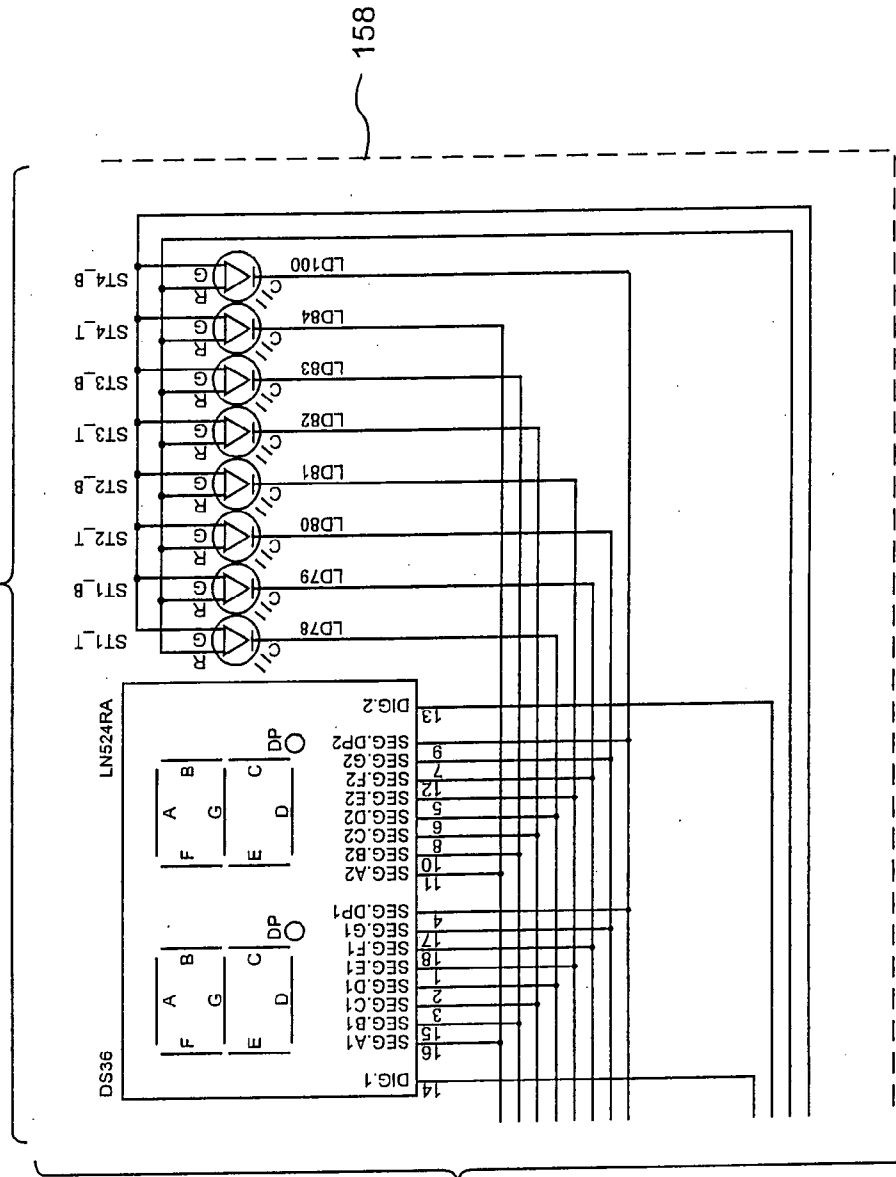 158
ST1_T
ST1_B
ST2_T
ST2_B
ST3_T
ST3_B
ST4_T
ST4_B
R G
R G
R G
R G
R G
R G
R G
R G
C
C
C
C
C
C
C
C
LD78
LD79
LD80
LD81
LD82
LD83
LD84
LD100
DS36
LN524RA
A
F B
G
E C
D DP
A
F B
G
E C
D DP
DIG.1 14
SEG.A1 16
SEG.B1 15
SEG.C1 3
SEG.D1 2
SEG.E1 1
SEG.F1 18
SEG.G1 17
SEG.DP1 4
SEG.A2 11
SEG.B2 10
SEG.C2 8
SEG.D2 6
SEG.E2 5
SEG.F2 12
SEG.G2 7
SEG.DP2 9
DIG.2 13